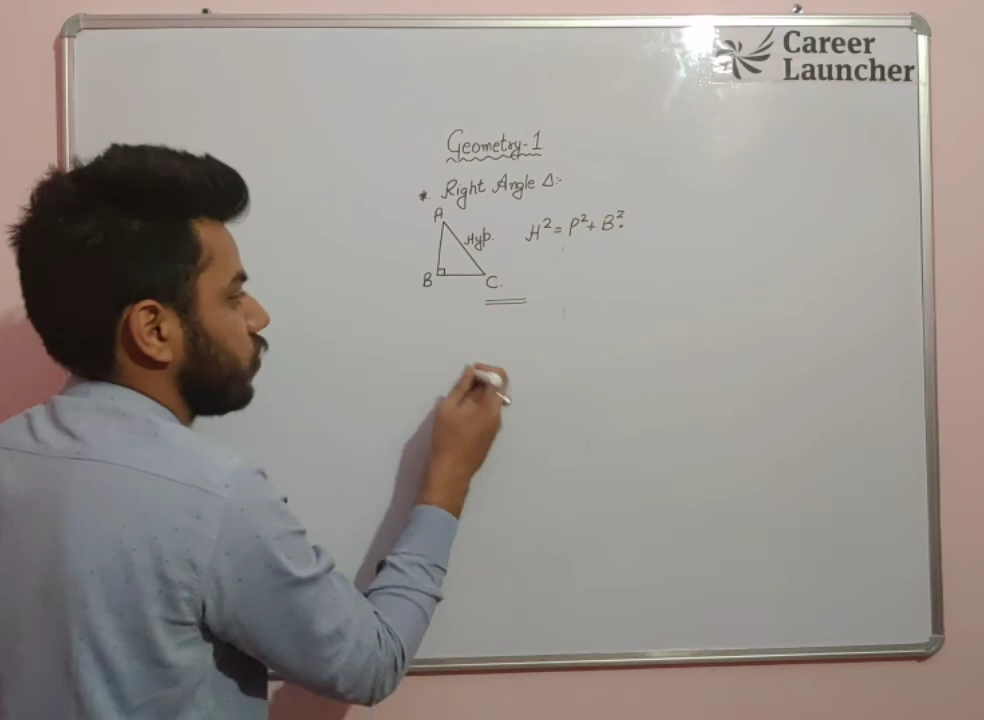 Career
Launcher
Geometry-1
*. Right Angle Δ:-
A
Hyp.
H² = P² + B².
B
C.